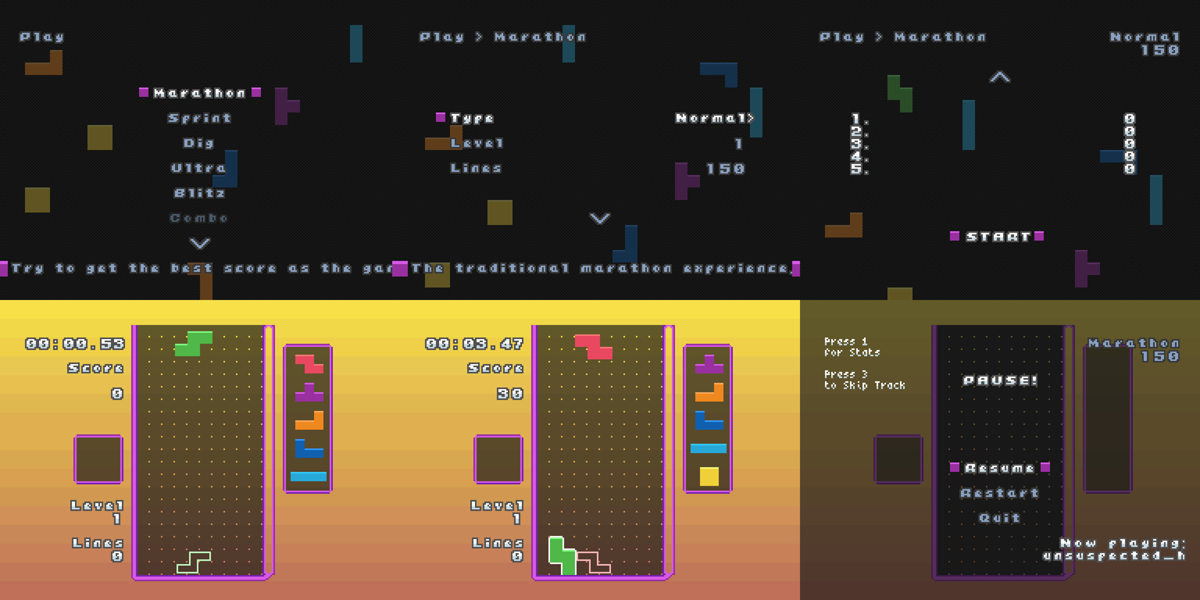 Play
Marathon
Sprint
Dig
Ultra
Blitz
Combo
Try to get the best score as the gam
Play > Marathon
Type Normal>
Level 1
Lines 150
The traditional marathon experience.
Play > Marathon
Normal
150
1. 0
2. 0
3. 0
4. 0
5. 0
START
00:00.53
Score
0
Level
1
Lines
0
00:03.47
Score
30
Level
1
Lines
0
Press 1
for Stats
Press 3
to Skip Track
Marathon
150
PAUSE!
Resume
Restart
Quit
Now playing:
unsuspected_h